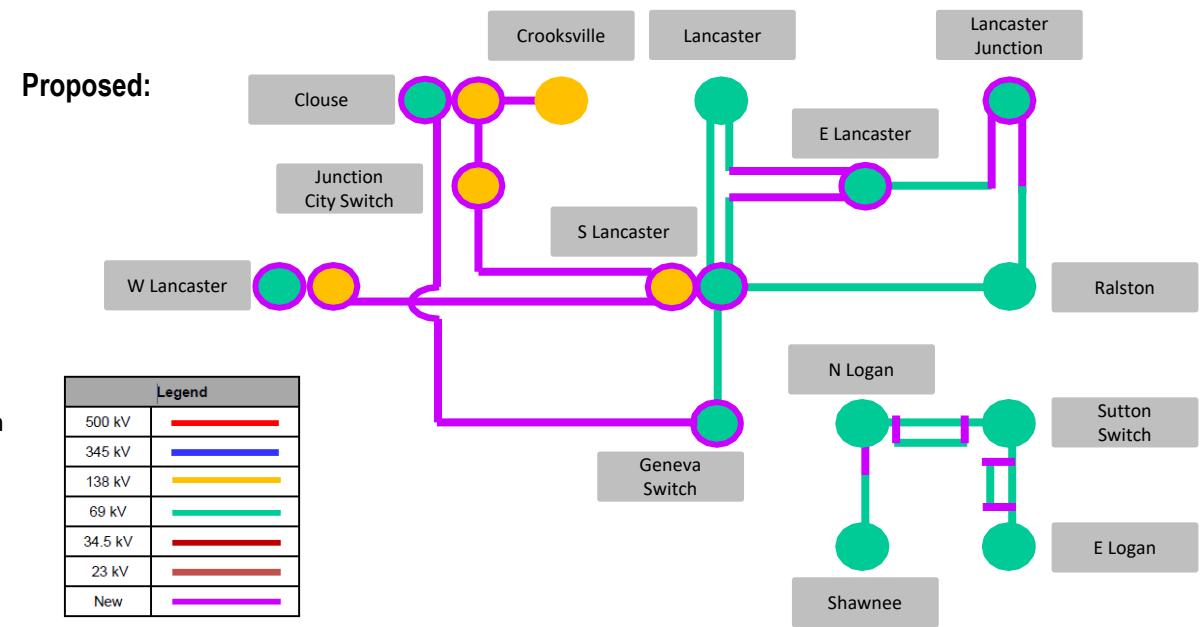 Proposed:
Crooksville
Lancaster
Lancaster
Junction
Clouse
E Lancaster
Junction
City Switch
S Lancaster
W Lancaster
Ralston
N Logan
Sutton
Switch
Geneva
Switch
E Logan
Shawnee
Legend
500 kV
345 kV
138 kV
69 kV
34.5 kV
23 kV
New